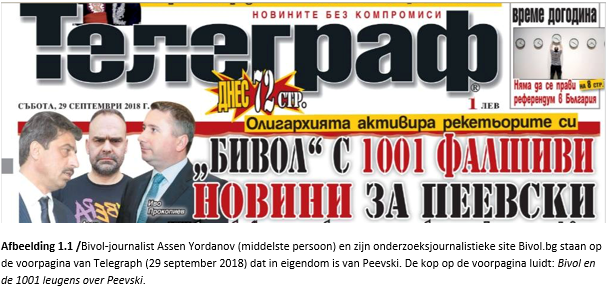 НОВИНИТЕ БЕЗ КОМПРОМИСИ
Телеграф®
време догодина
Няма да се прави референдум в България
на 8 стр.
СЪБОТА, 29 СЕПТЕМВРИ 2018 Г.
ДНЕС 72 СТР.
1 ЛЕВ
Олигархията активира рекетьорите си
„БИВОЛ“ С 1001 ФАЛШИВИ
НОВИНИ ЗА ПЕЕВСКИ
Иво
Прокопиев
Afbeelding 1.1 /Bivol-journalist Assen Yordanov (middelste persoon) en zijn onderzoeksjournalistieke site Bivol.bg staan op
de voorpagina van Telegraph (29 september 2018) dat in eigendom is van Peevski. De kop op de voorpagina luidt: Bivol en
de 1001 leugens over Peevski.